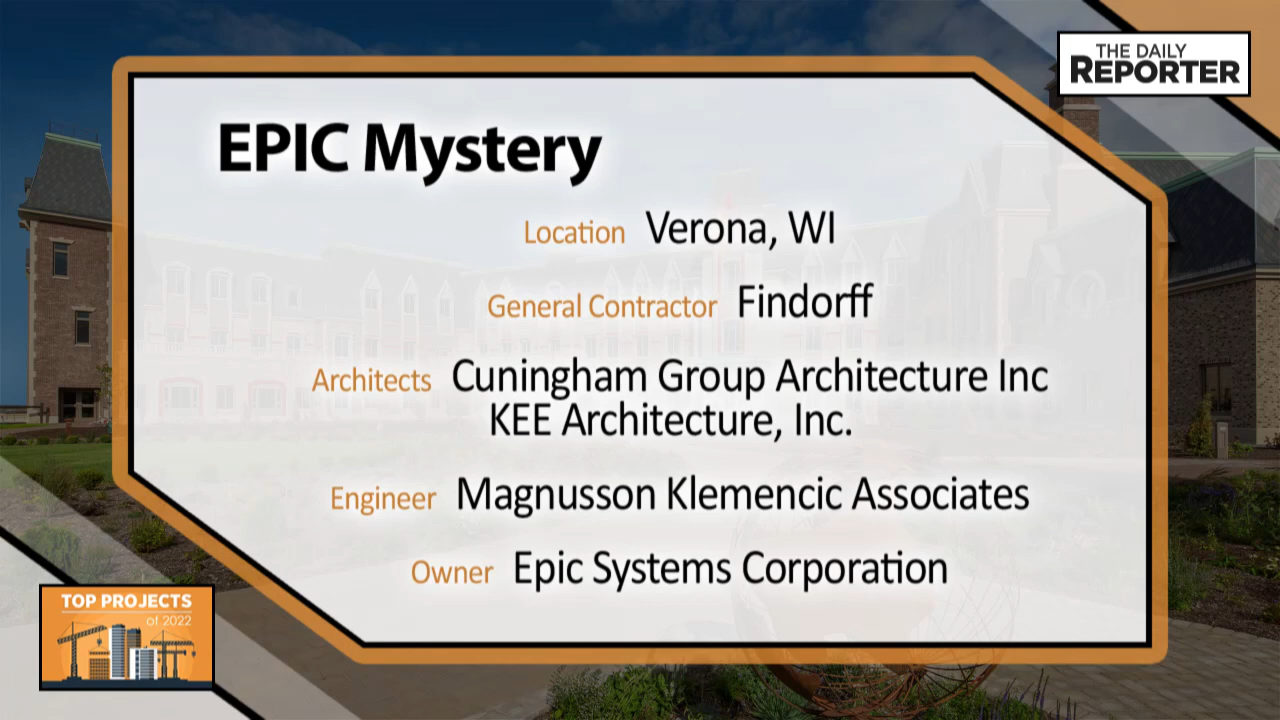 THE DAILY
REPORTER
EPIC Mystery
Location Verona, WI
General Contractor Findorff
Architects Cuningham Group Architecture Inc
KEE Architecture, Inc.
Engineer Magnusson Klemencic Associates
Owner Epic Systems Corporation
TOP PROJECTS
of 2022